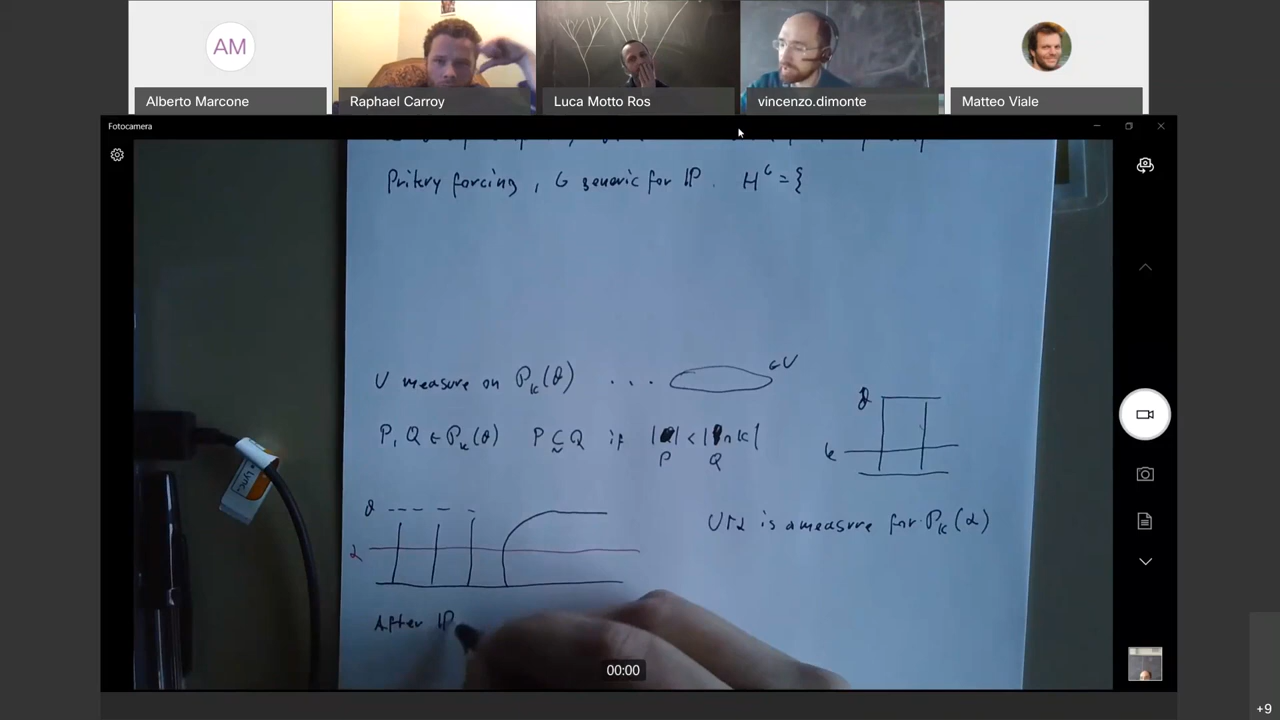 AM
Alberto Marcone
Raphael Carroy
Luca Motto Ros
vincenzo.dimonte
Matteo Viale
Fotocamera
Prikry forcing, G generic for ℙ. H^G = {
U measure on P_κ(θ) . . . ∈U
P, Q ∈ P_κ(θ) P ⊂̰ Q if |P| < |Q ∩ κ|
θ
κ
θ
α
U↾α is a measure for P_κ(α)
After ℙ
00:00
+9